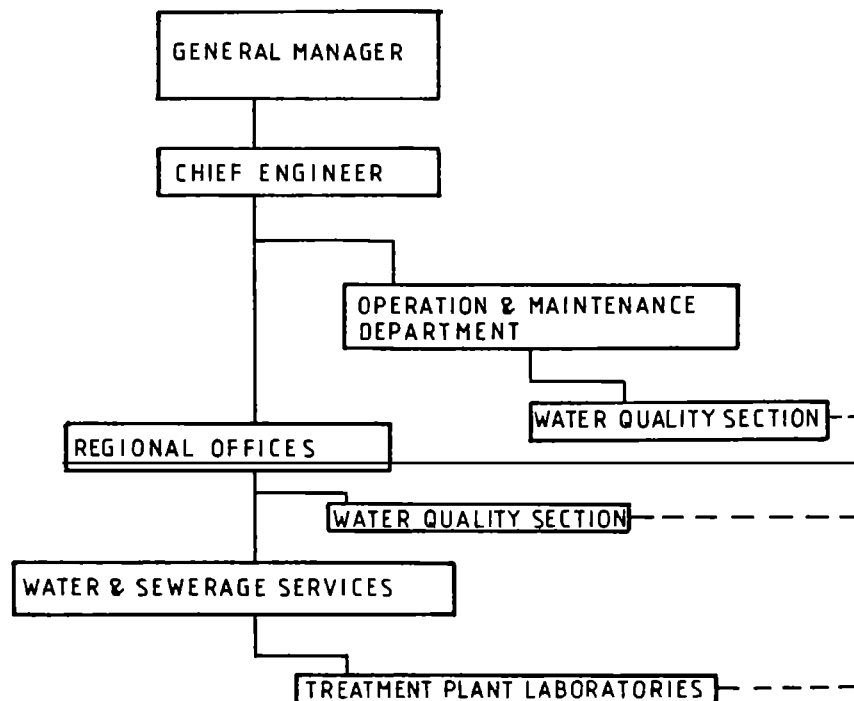 GENERAL MANAGER
CHIEF ENGINEER
OPERATION & MAINTENANCE
DEPARTMENT
WATER QUALITY SECTION
REGIONAL OFFICES
WATER QUALITY SECTION
WATER & SEWERAGE SERVICES
TREATMENT PLANT LABORATORIES